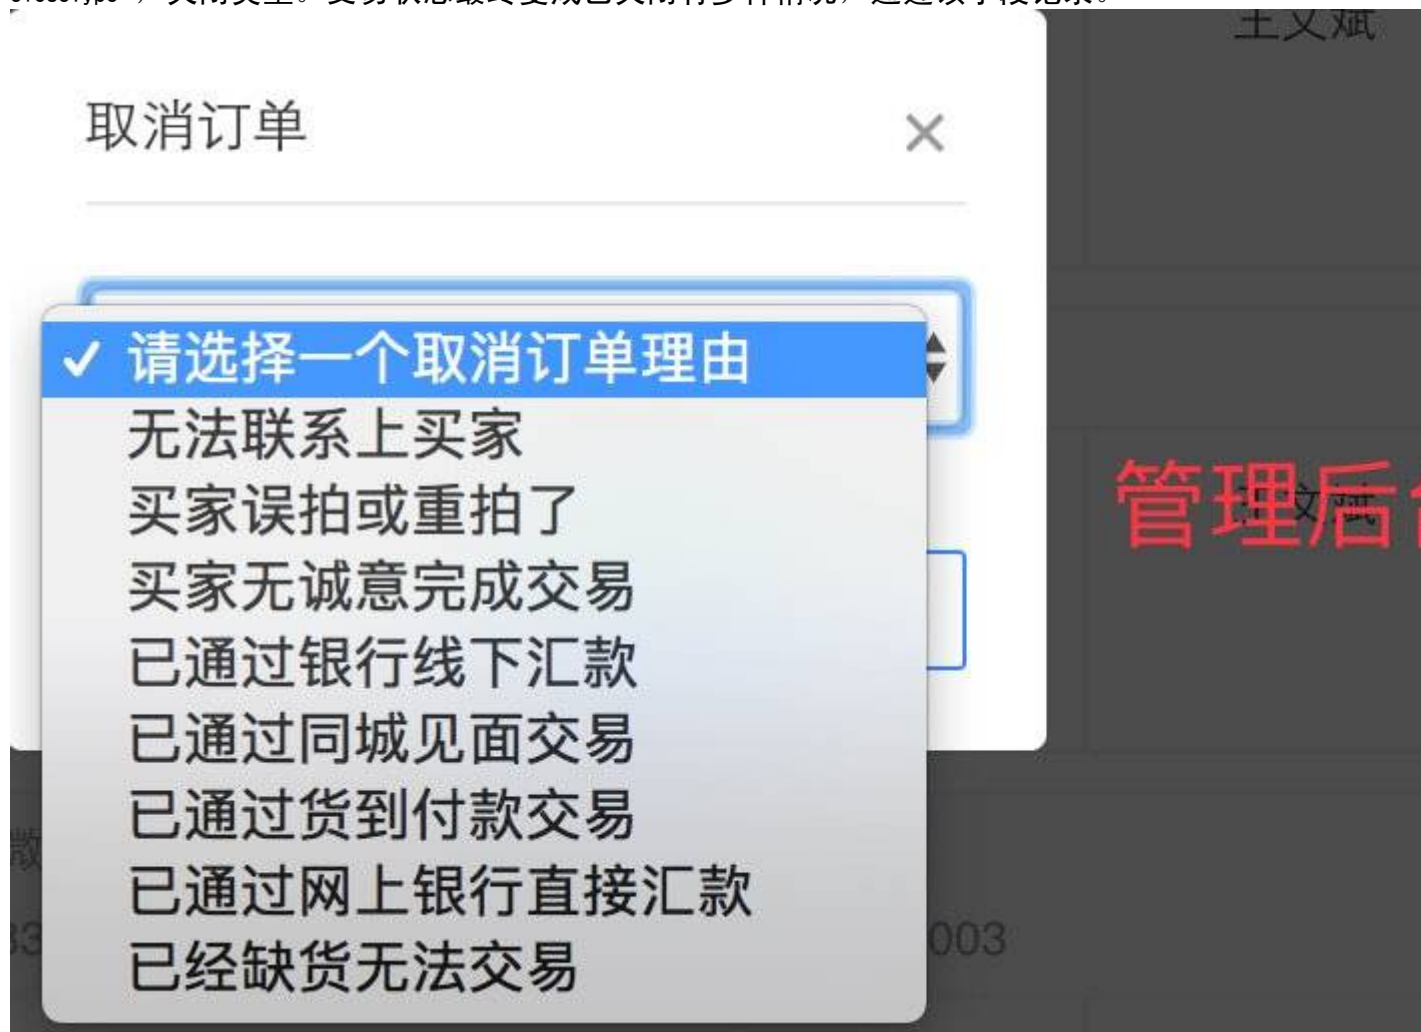 王文斌
取消订单
请选择一个取消订单理由
无法联系上买家
买家误拍或重拍了
买家无诚意完成交易
已通过银行线下汇款
管理后
已通过同城见面交易
已通过货到付款交易
已通过网上银行直接汇款
003
已经缺货无法交易